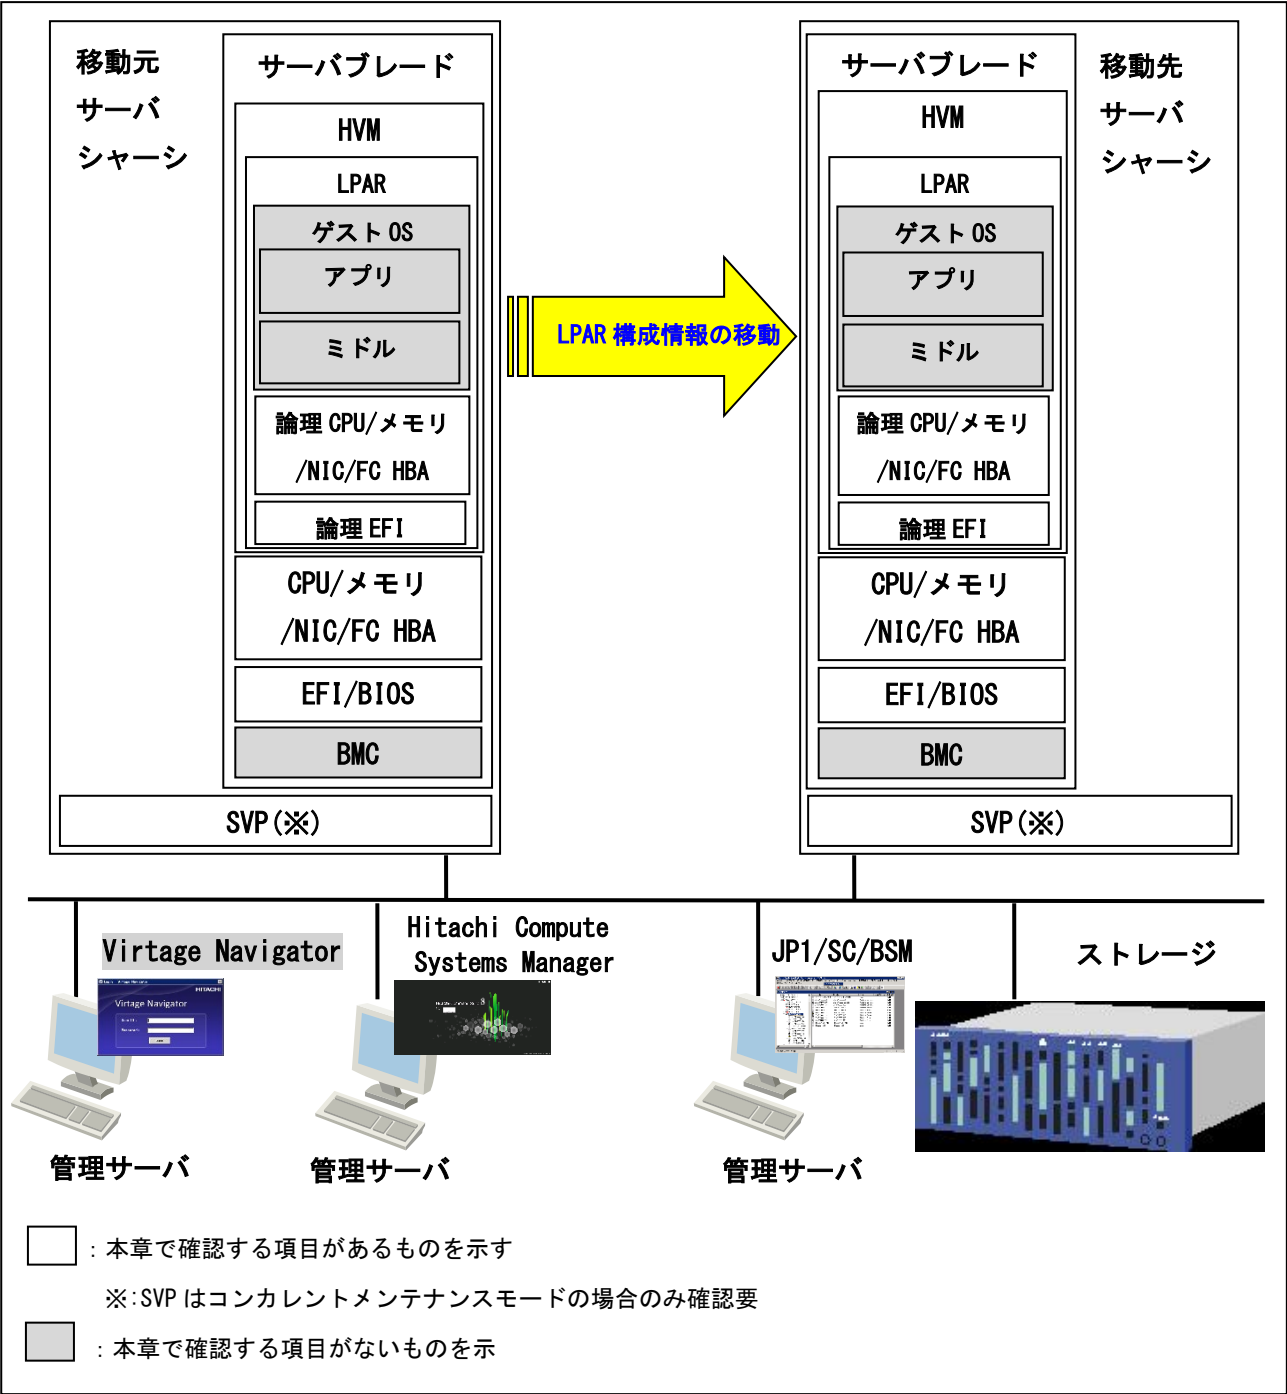 移動元
サーバ
シャーシ
サーバブレード
HVM
LPAR
ゲスト OS
アプリ
ミドル
論理 CPU/メモリ
/NIC/FC HBA
論理 EFI
CPU/メモリ
/NIC/FC HBA
EFI/BIOS
BMC
SVP(※)
LPAR 構成情報の移動
サーバブレード
移動先
サーバ
シャーシ
HVM
LPAR
ゲスト OS
アプリ
ミドル
論理 CPU/メモリ
/NIC/FC HBA
論理 EFI
CPU/メモリ
/NIC/FC HBA
EFI/BIOS
BMC
SVP(※)
Virtage Navigator
Hitachi Compute
Systems Manager
JP1/SC/BSM
ストレージ
HITACHI
Virtage Navigator
管理サーバ
管理サーバ
管理サーバ
：本章で確認する項目があるものを示す
※:SVP はコンカレントメンテナンスモードの場合のみ確認要
：本章で確認する項目がないものを示